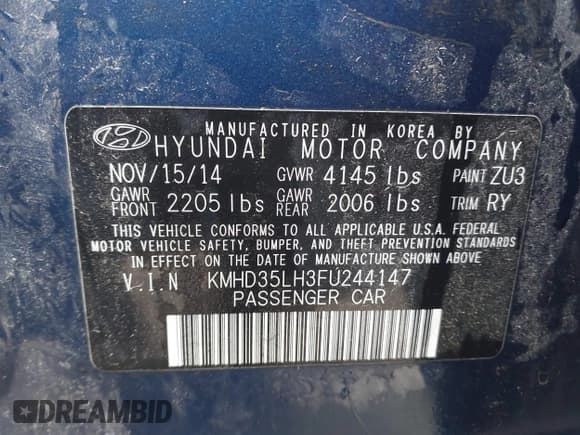 MANUFACTURED IN KOREA BY
HYUNDAI MOTOR COMPANY
NOV/15/14 GVWR 4145 lbs PAINT ZU3
GAWR FRONT 2205 lbs GAWR REAR 2006 lbs TRIM RY
THIS VEHICLE CONFORMS TO ALL APPLICABLE U.S.A. FEDERAL
MOTOR VEHICLE SAFETY, BUMPER, AND THEFT PREVENTION STANDARDS
IN EFFECT ON THE DATE OF MANUFACTURE SHOWN ABOVE.
V.I.N KMHD35LH3FU244147
PASSENGER CAR
DREAMBID